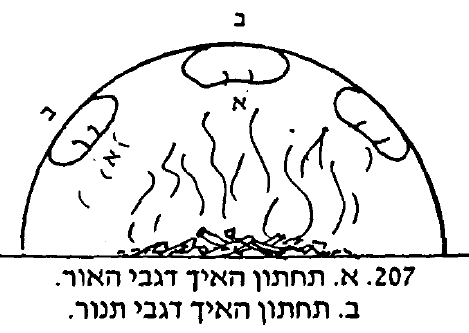 ב
ב
א
א
207. א. תחתון האיך דגבי האור.
ב. תחתון האיך דגבי תנור.